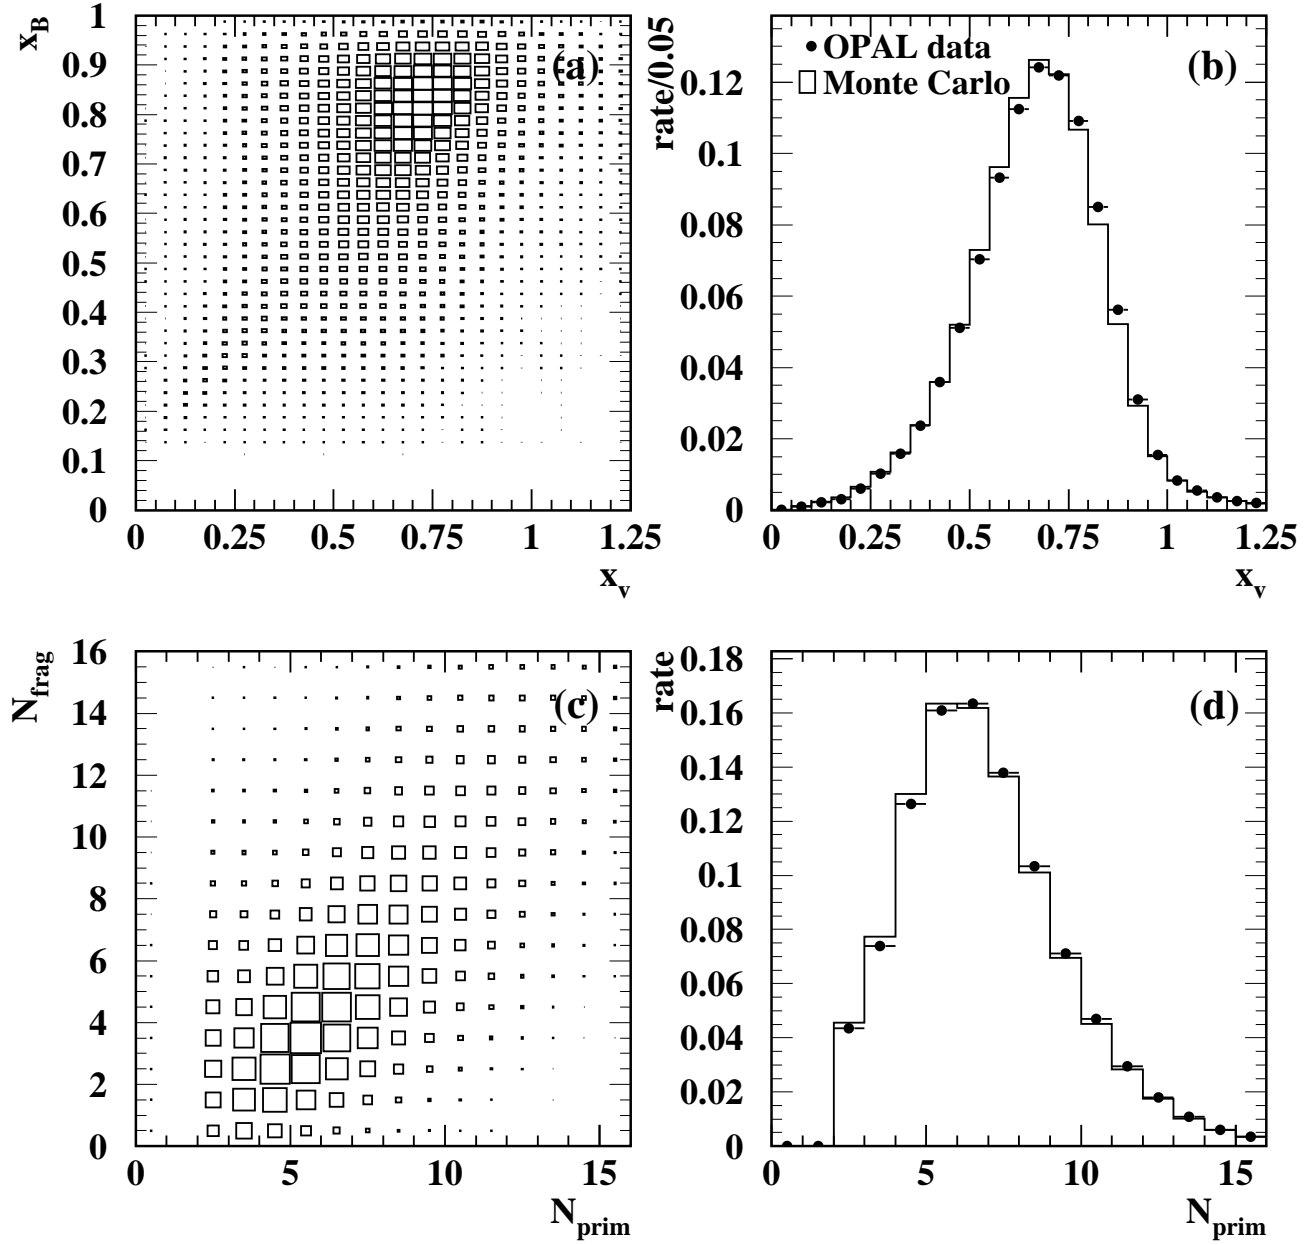 x_B
1
0.9
0.8
0.7
0.6
0.5
0.4
0.3
0.2
0.1
0
0 0.25 0.5 0.75 1 1.25
x_v
(a)
rate/0.05
0.12
0.1
0.08
0.06
0.04
0.02
0
0 0.25 0.5 0.75 1 1.25
x_v
OPAL data
Monte Carlo
(b)
N_frag
16
14
12
10
8
6
4
2
0
0 5 10 15
N_prim
(c)
rate
0.18
0.16
0.14
0.12
0.1
0.08
0.06
0.04
0.02
0
0 5 10 15
N_prim
(d)